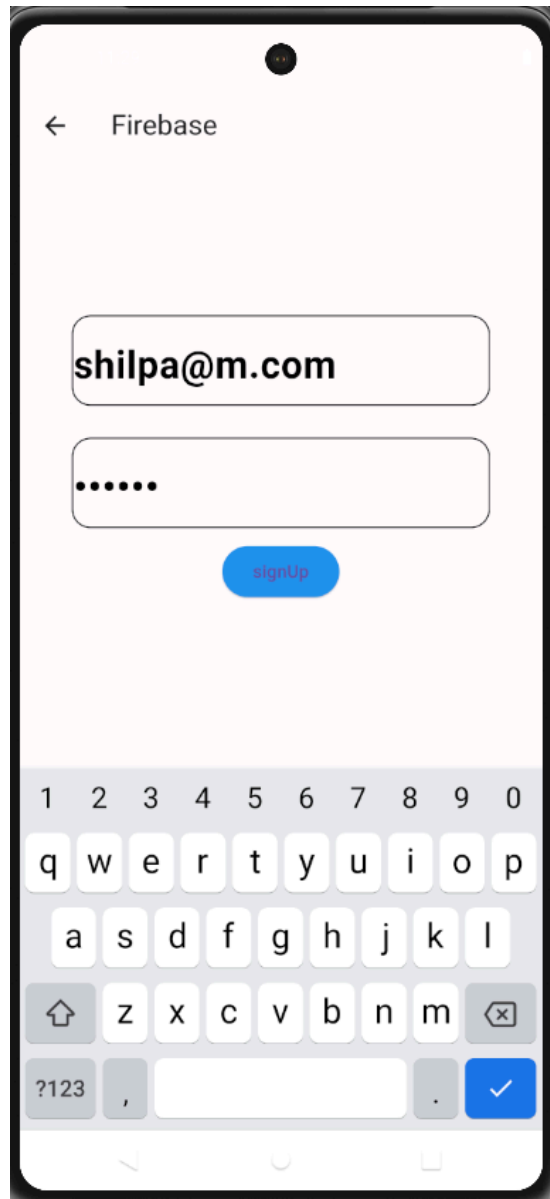 Firebase
shilpa@m.com
••••••
signUp
1 2 3 4 5 6 7 8 9 0
q w e r t y u i o p
a s d f g h j k l
z x c v b n m
?123 , .